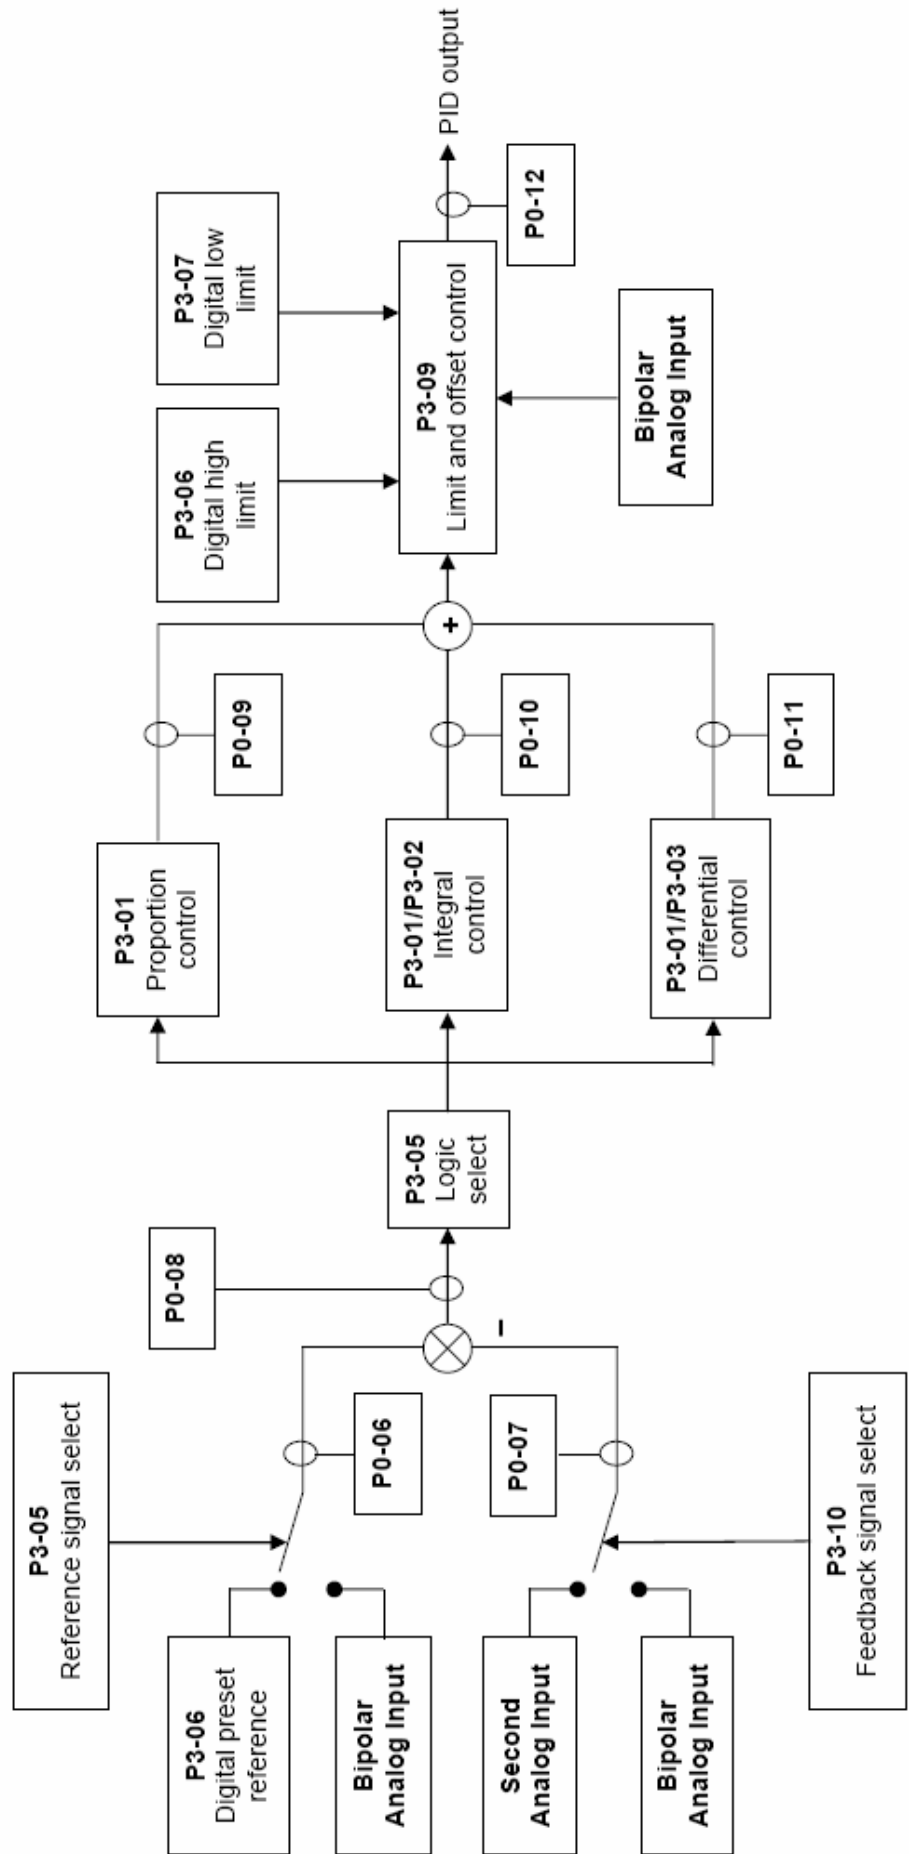 P3-05
Reference signal select
P0-08
P3-06
Digital preset
reference
Bipolar
Analog Input
Second
Analog Input
Bipolar
Analog Input
P0-06
P0-07
–
P3-10
Feedback signal select
P3-05
Logic
select
P3-01
Proportion
control
P3-01/P3-02
Integral
control
P3-01/P3-03
Differential
control
P0-09
P0-10
P0-11
+
P3-06
Digital high
limit
P3-07
Digital low
limit
P3-09
Limit and offset control
Bipolar
Analog Input
P0-12
PID output